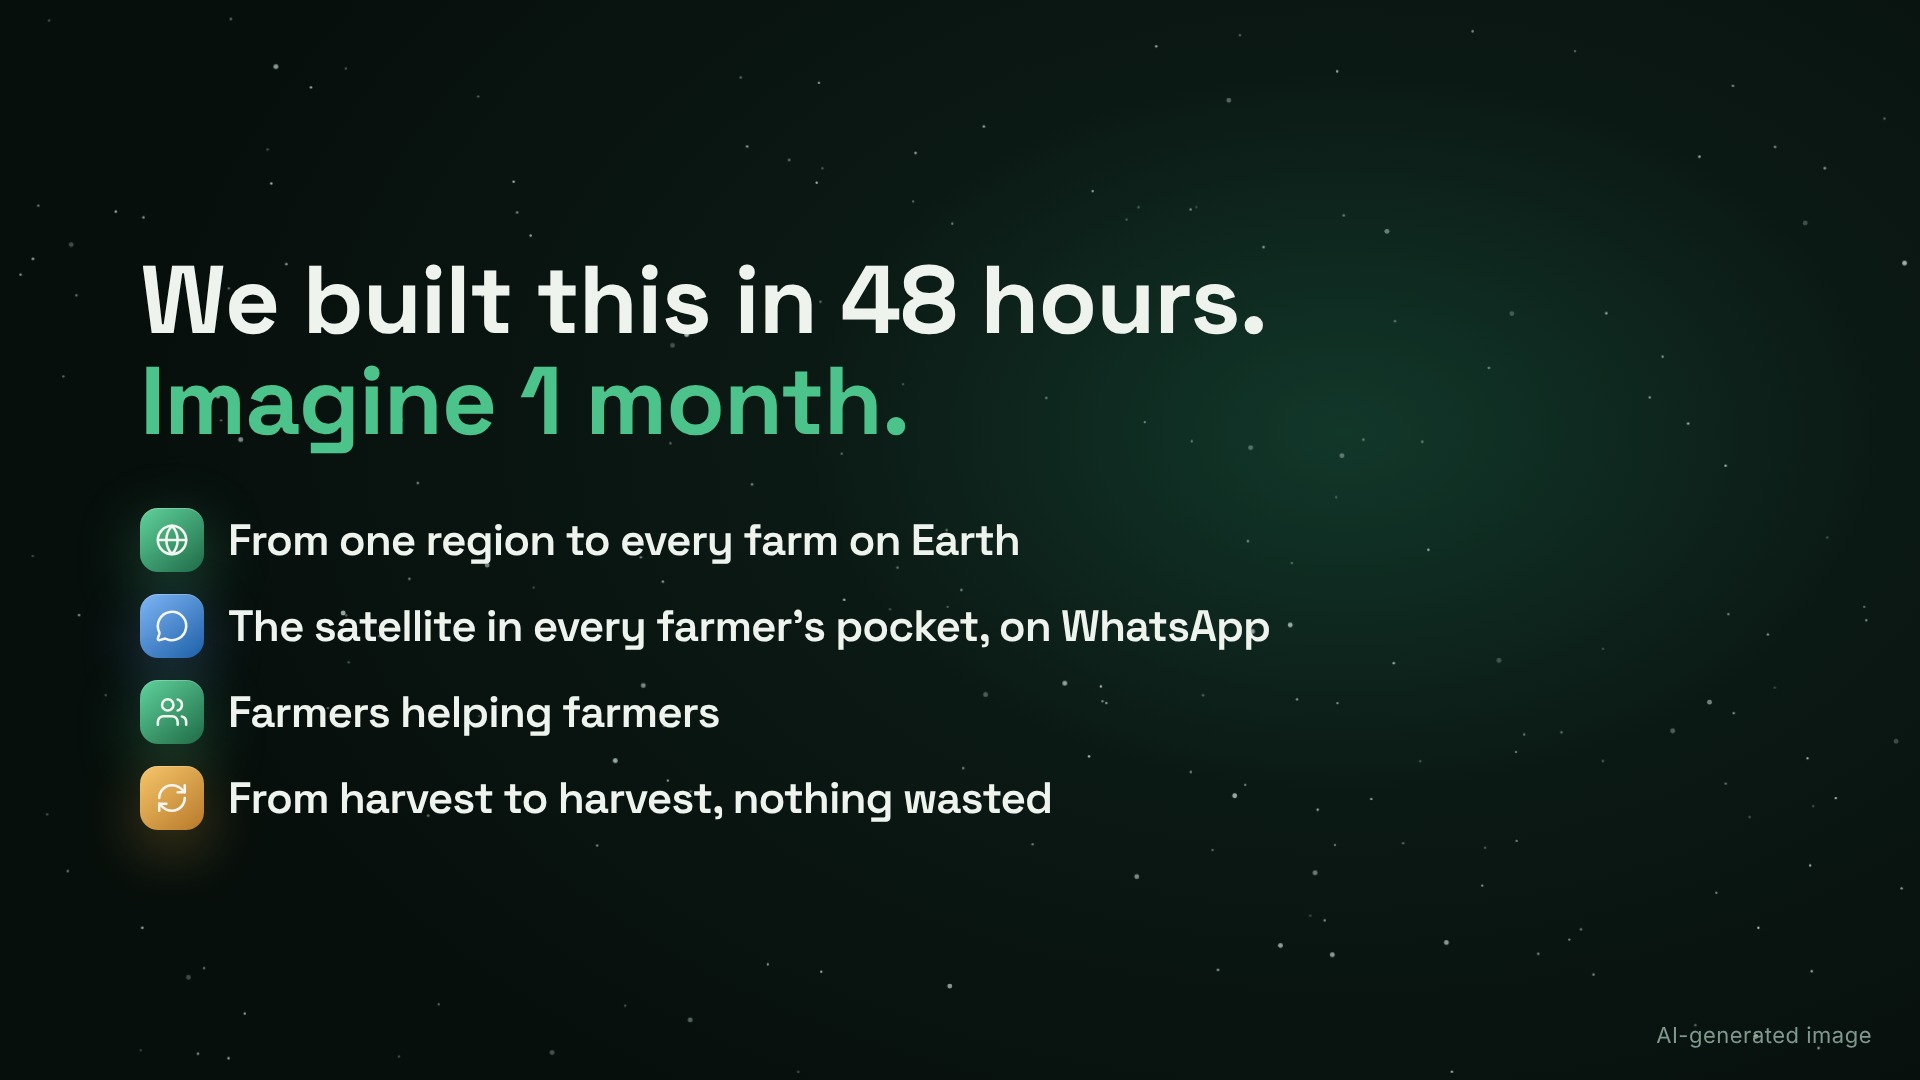 We built this in 48 hours.
Imagine 1 month.
From one region to every farm on Earth
The satellite in every farmer’s pocket, on WhatsApp
Farmers helping farmers
From harvest to harvest, nothing wasted
AI-generated image